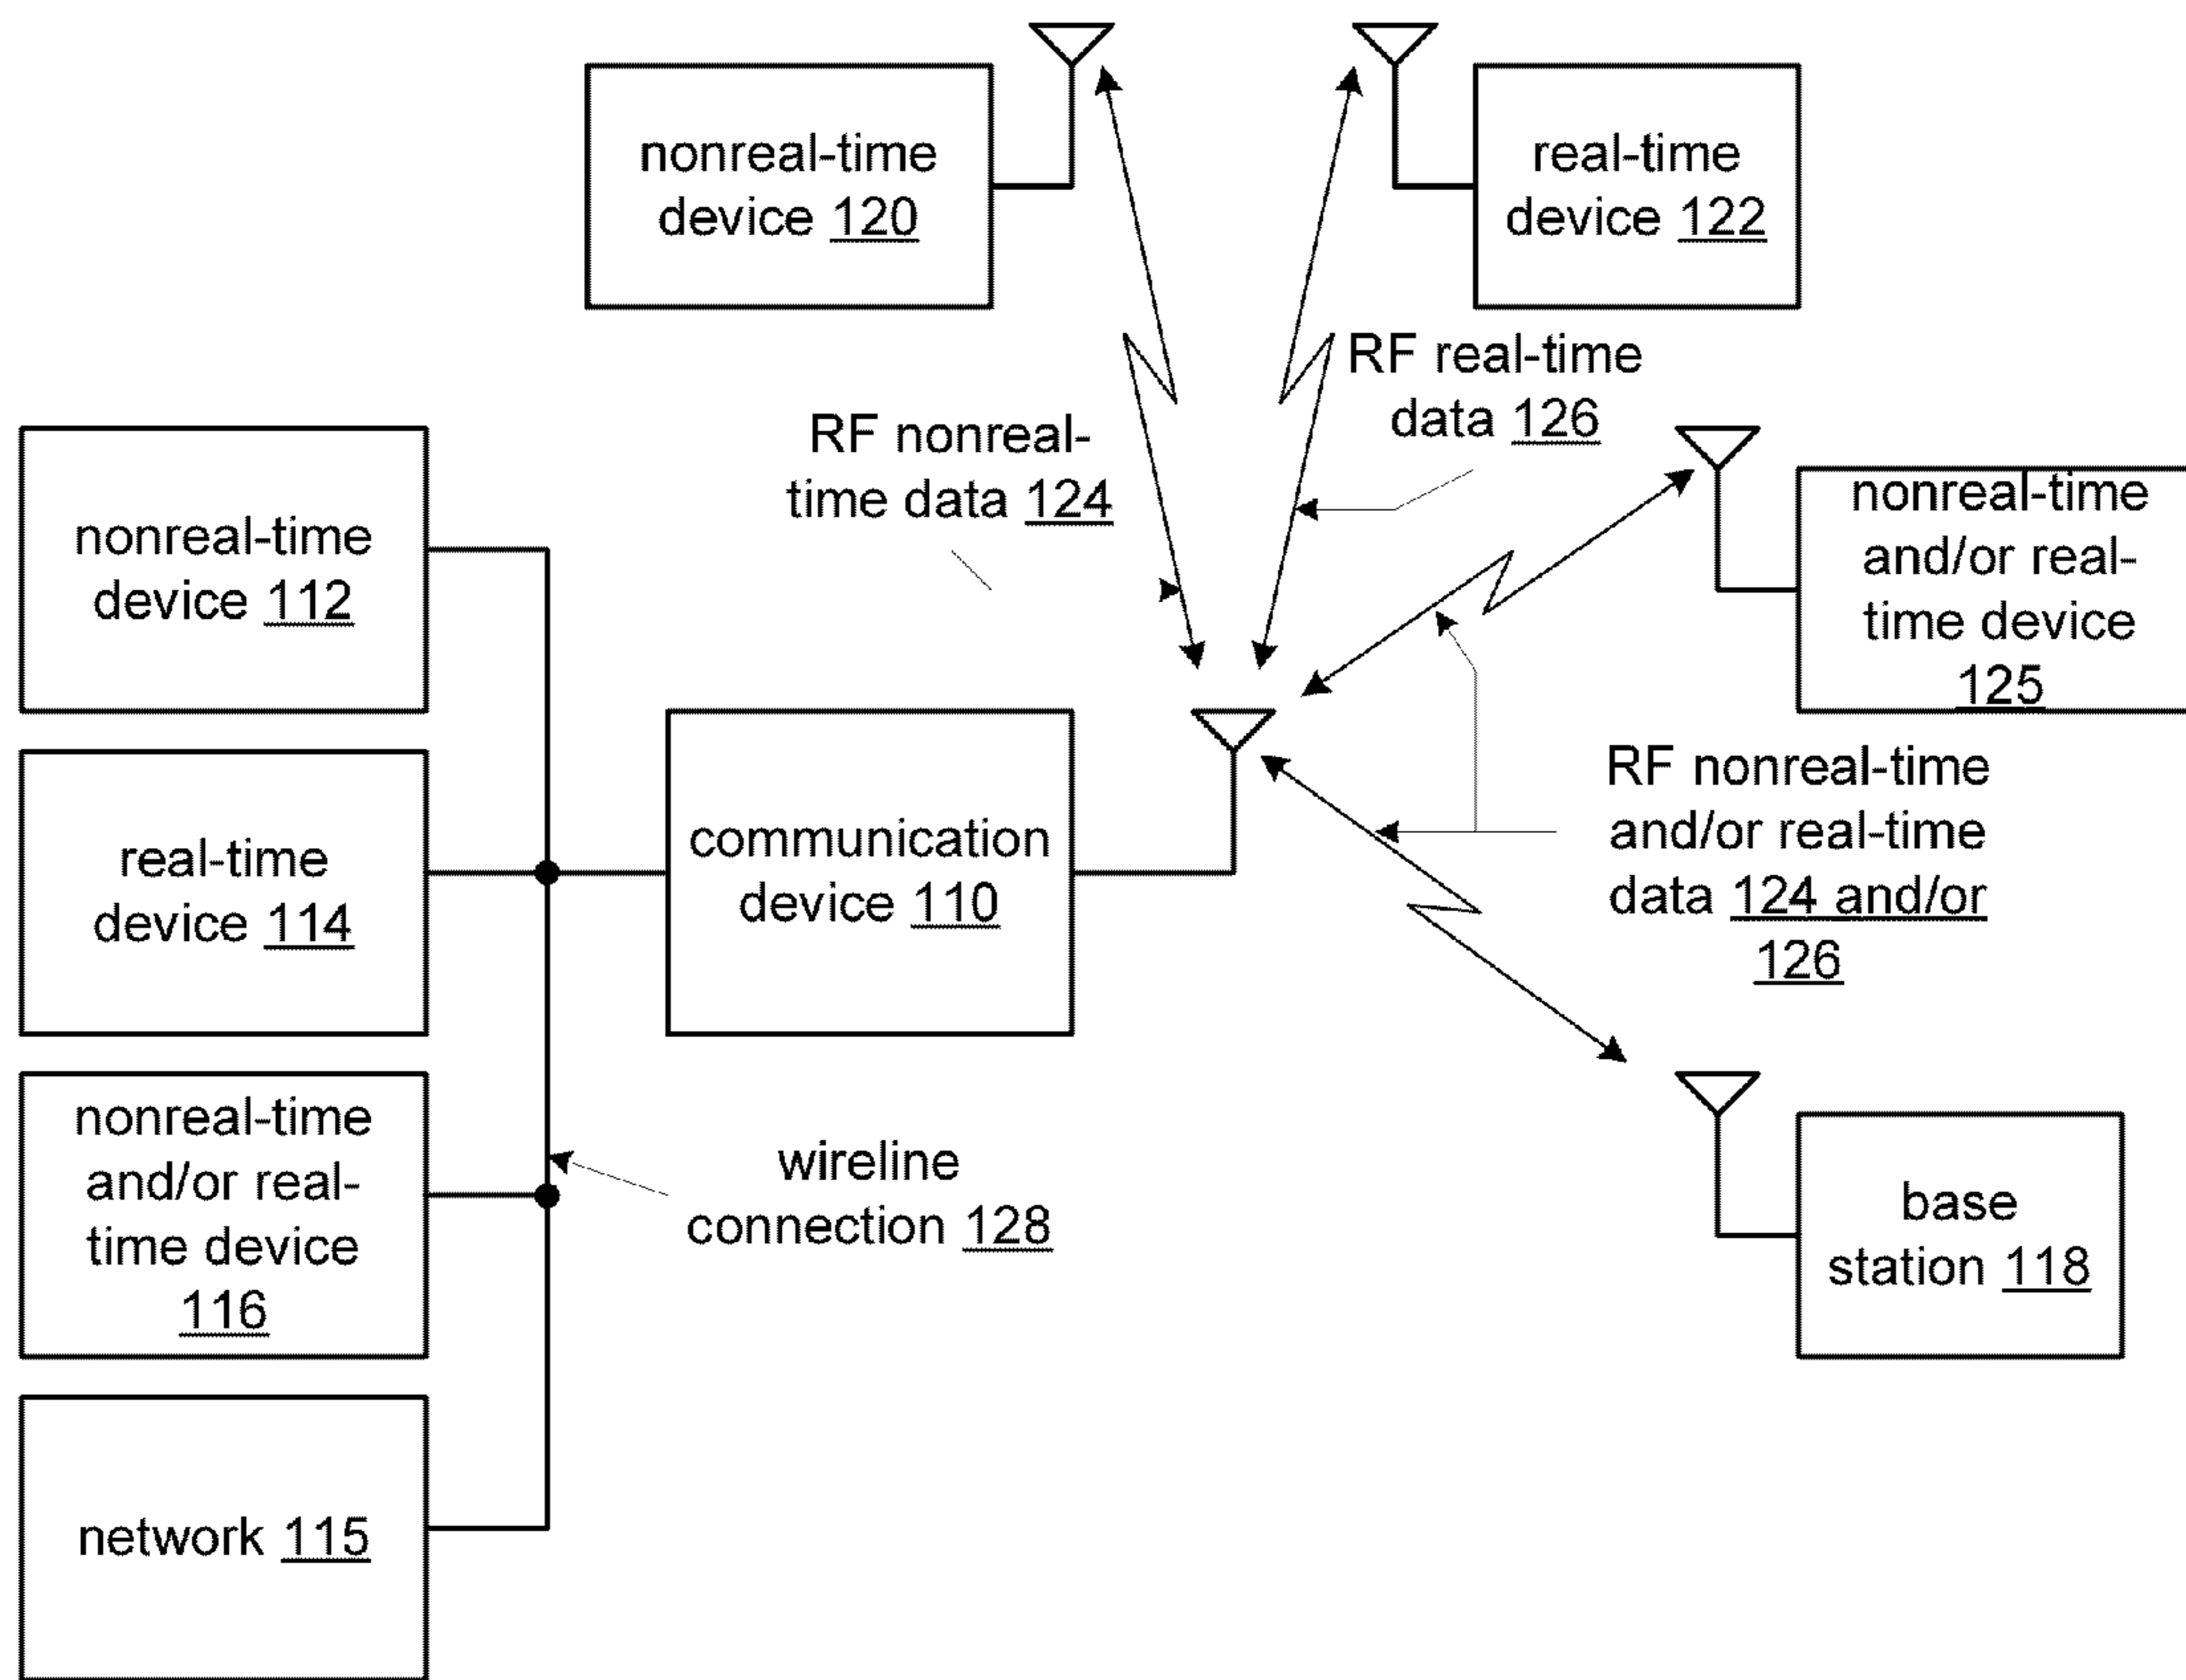 nonreal-time
device 120
real-time
device 122
RF real-time
data 126
RF nonreal-
time data 124
nonreal-time
and/or real-
time device
125
nonreal-time
device 112
real-time
device 114
communication
device 110
RF nonreal-time
and/or real-time
data 124 and/or
126
nonreal-time
and/or real-
time device
116
wireline
connection 128
base
station 118
network 115